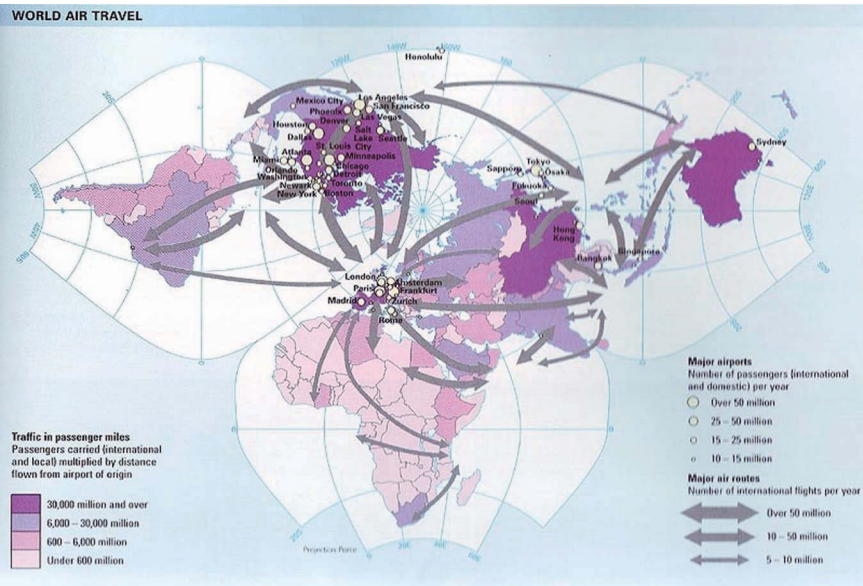 WORLD AIR TRAVEL
Honolulu
Mexico City
Los Angeles
San Francisco
Phoenix
Las Vegas
Denver
Houston
Salt
Lake
City
Seattle
Dallas
St. Louis
Atlanta
Minneapolis
Miami
Chicago
Orlando
Detroit
Washington
Toronto
Newark
New York
Boston
Sydney
Tokyo
Sapporo
Osaka
Fukuoka
Seoul
Hong
Kong
Singapore
Bangkok
London
Amsterdam
Paris
Frankfurt
Madrid
Zurich
Rome
Major airports
Number of passengers (international
and domestic) per year
Over 50 million
25 – 50 million
15 – 25 million
10 – 15 million
Major air routes
Number of international flights per year
Over 50 million
10 – 50 million
5 – 10 million
Traffic in passenger miles
Passengers carried (international
and local) multiplied by distance
flown from airport of origin
30,000 million and over
6,000 – 30,000 million
600 – 6,000 million
Under 600 million